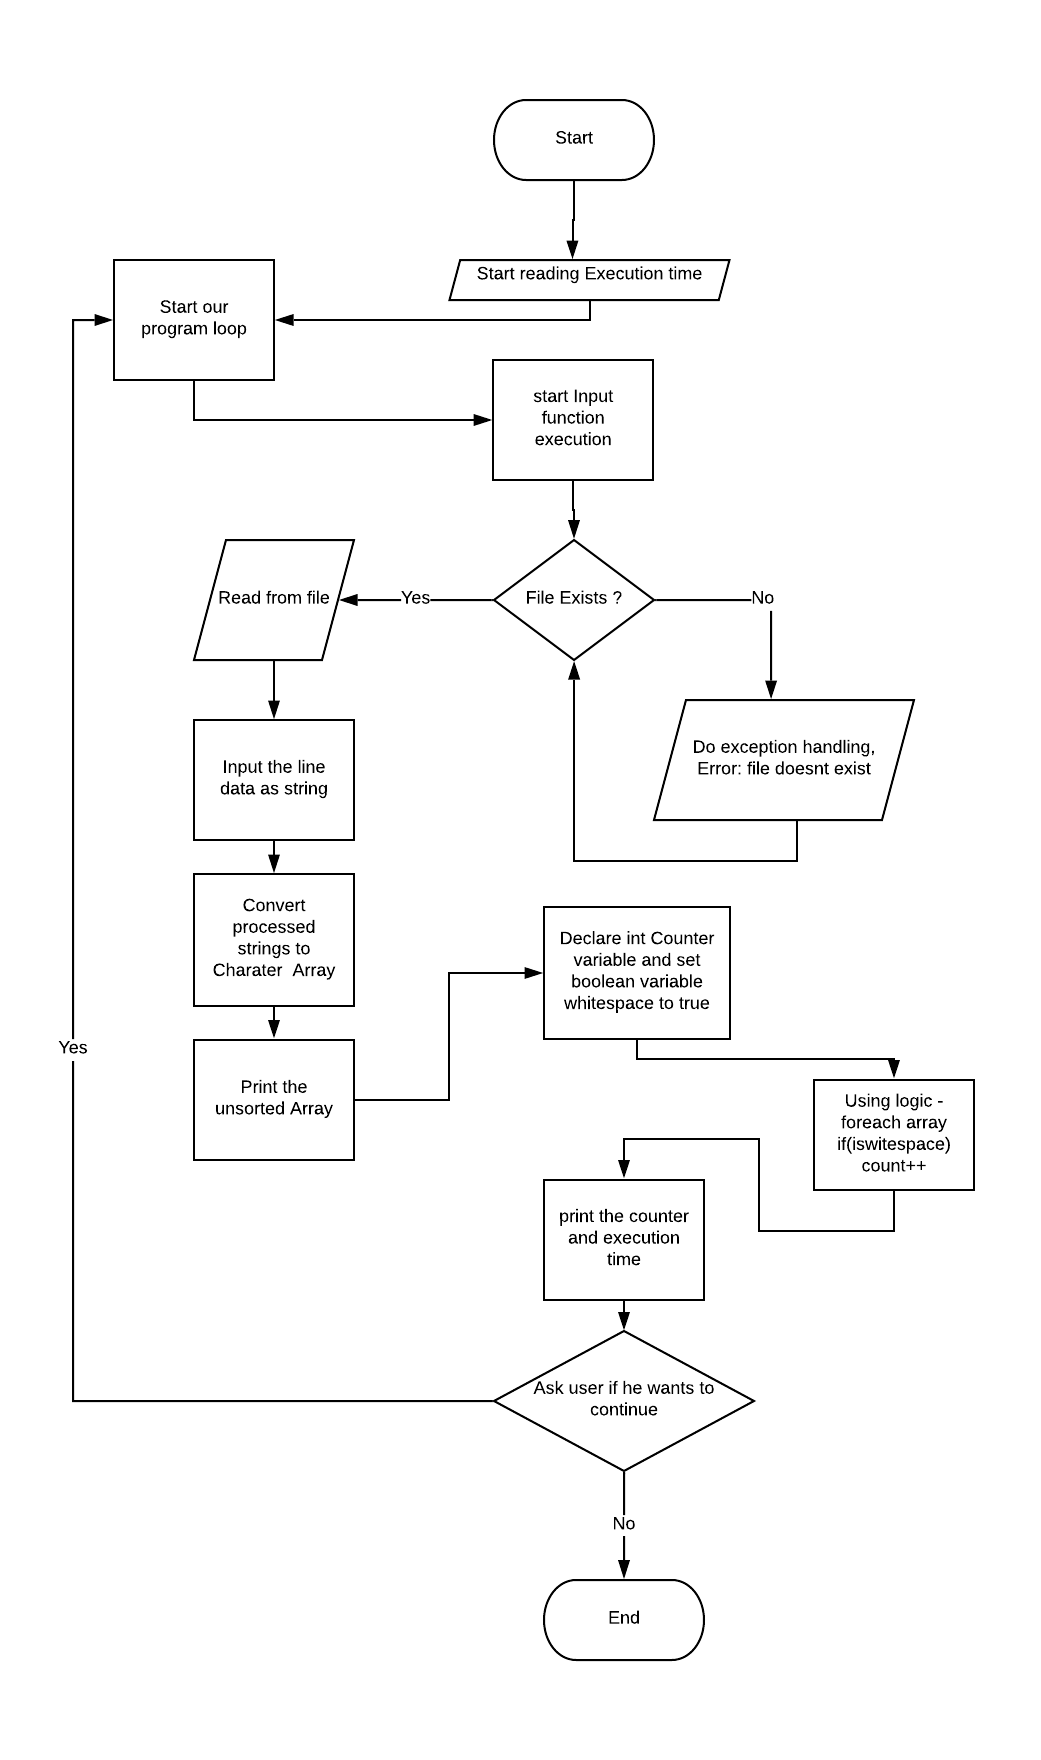 Start
Start reading Execution time
Start our
program loop
start Input
function
execution
File Exists ?
Yes
No
Read from file
Do exception handling,
Error: file doesnt exist
Input the line
data as string
Convert
processed
strings to
Charater  Array
Print the
unsorted Array
Declare int Counter
variable and set
boolean variable
whitespace to true
Using logic -
foreach array
if(iswitespace)
count++
print the counter
and execution
time
Ask user if he wants to
continue
Yes
No
End